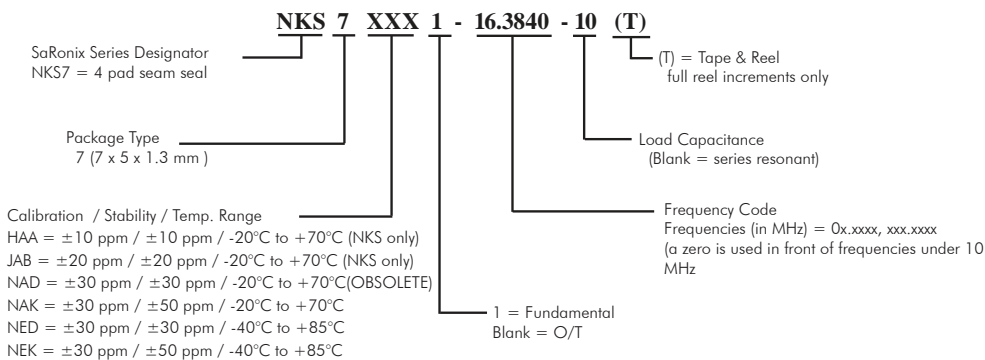 NKS 7 XXX 1 - 16.3840 - 10 (T)
SaRonix Series Designator
NKS7 = 4 pad seam seal
(T) = Tape & Reel
full reel increments only
Package Type
7 (7 x 5 x 1.3 mm )
Load Capacitance
(Blank = series resonant)
Calibration / Stability / Temp. Range
HAA = ±10 ppm / ±10 ppm / -20°C to +70°C (NKS only)
JAB = ±20 ppm / ±20 ppm / -20°C to +70°C (NKS only)
NAD = ±30 ppm / ±30 ppm / -20°C to +70°C(OBSOLETE)
NAK = ±30 ppm / ±50 ppm / -20°C to +70°C
NED = ±30 ppm / ±30 ppm / -40°C to +85°C
NEK = ±30 ppm / ±50 ppm / -40°C to +85°C
Frequency Code
Frequencies (in MHz) = 0x.xxxx, xxx.xxxx
(a zero is used in front of frequencies under 10
MHz
1 = Fundamental
Blank = O/T